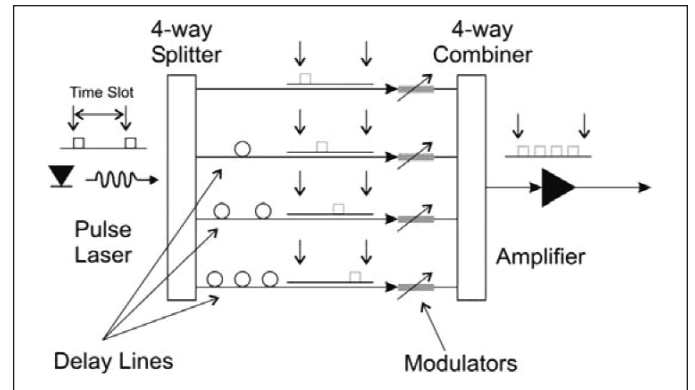 4-way
Splitter
4-way
Combiner
Time Slot
Pulse
Laser
Amplifier
Delay Lines
Modulators